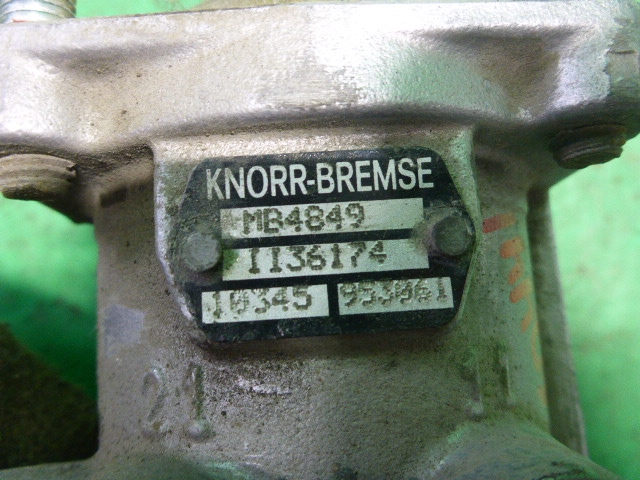 KNORR-BREMSE
MB4849
II36174
10345 953061
21